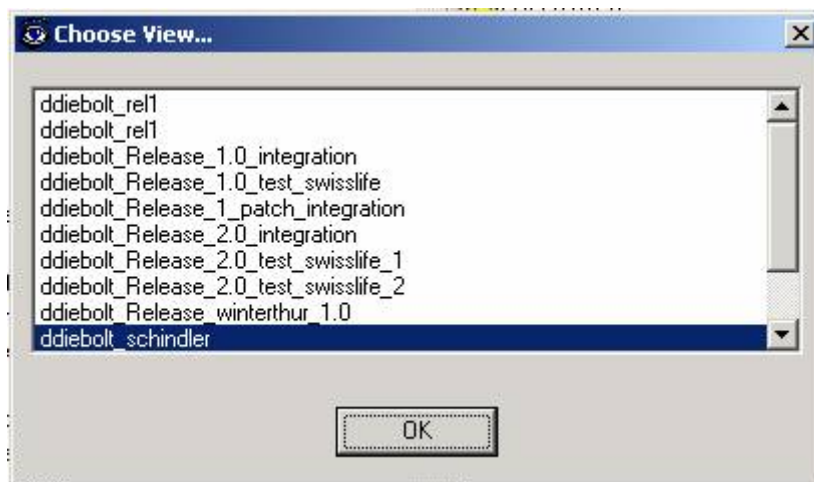 Choose View...
ddiebolt_rel1
ddiebolt_rel1
ddiebolt_Release_1.0_integration
ddiebolt_Release_1.0_test_swisslife
ddiebolt_Release_1_patch_integration
ddiebolt_Release_2.0_integration
ddiebolt_Release_2.0_test_swisslife_1
ddiebolt_Release_2.0_test_swisslife_2
ddiebolt_Release_winterthur_1.0
ddiebolt_schindler
OK